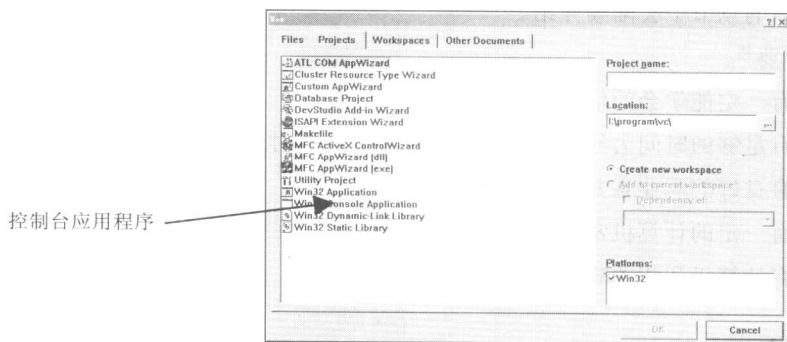 New
Files Projects Workspaces Other Documents
ATL COM AppWizard
Cluster Resource Type Wizard
Custom AppWizard
Database Project
DevStudio Add-in Wizard
ISAPI Extension Wizard
Makefile
MFC ActiveX ControlWizard
MFC AppWizard (dll)
MFC AppWizard (exe)
Utility Project
Win32 Application
Win32 Console Application
Win32 Dynamic-Link Library
Win32 Static Library
Project name:
Location:
I:\program\vc\
...
Create new workspace
Add to current workspace
Dependency of:
Platforms:
Win32
OK Cancel
控制台应用程序